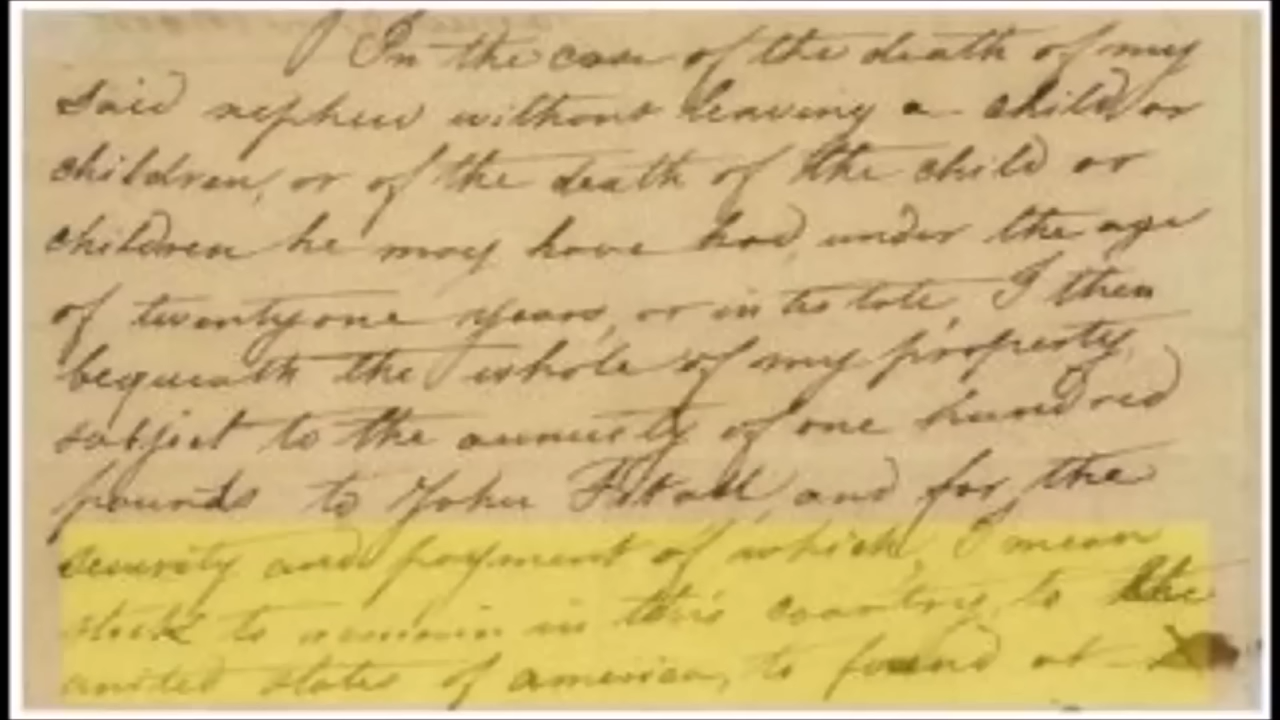 In the case of the death of my
said nephew without leaving a child or
children, or of the death of the child or
children he may have had under the age
of twentyone years, or intestate, I then
bequeath the whole of my property,
subject to the annuity of one hundred
pounds to John Fitall, and for the
security and payment of which, I mean
stock to remain in this country, to the
united states of america, to found at